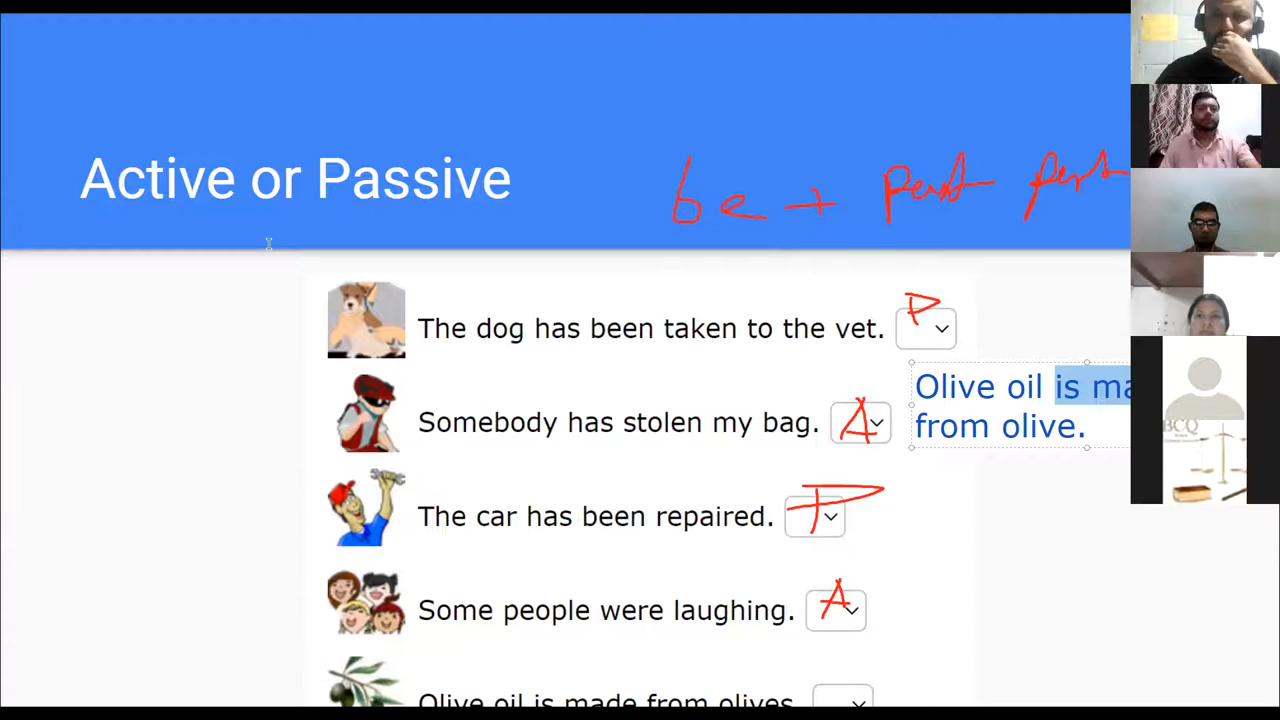 Active or Passive
be + past part
The dog has been taken to the vet. P
Olive oil is ma
from olive.
Somebody has stolen my bag. A
The car has been repaired. P
Some people were laughing. A
Olive oil is made from olives.
BCQ